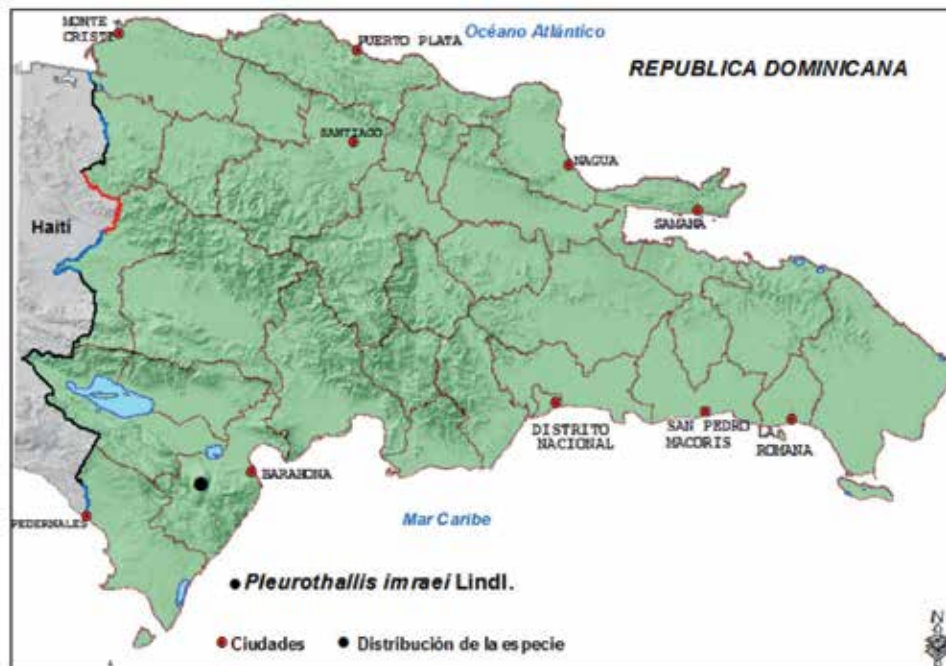 MONTE
CRISTI
PUERTO PLATA
Océano Atlántico
REPUBLICA DOMINICANA
SANTIAGO
NAGUA
SAMANA
Haití
DISTRITO
NACIONAL
SAN PEDRO
MACORIS
LA
ROMANA
BARAHONA
PEDERNALES
Mar Caribe
Pleurothallis imraei Lindl.
Ciudades
Distribución de la especie
N